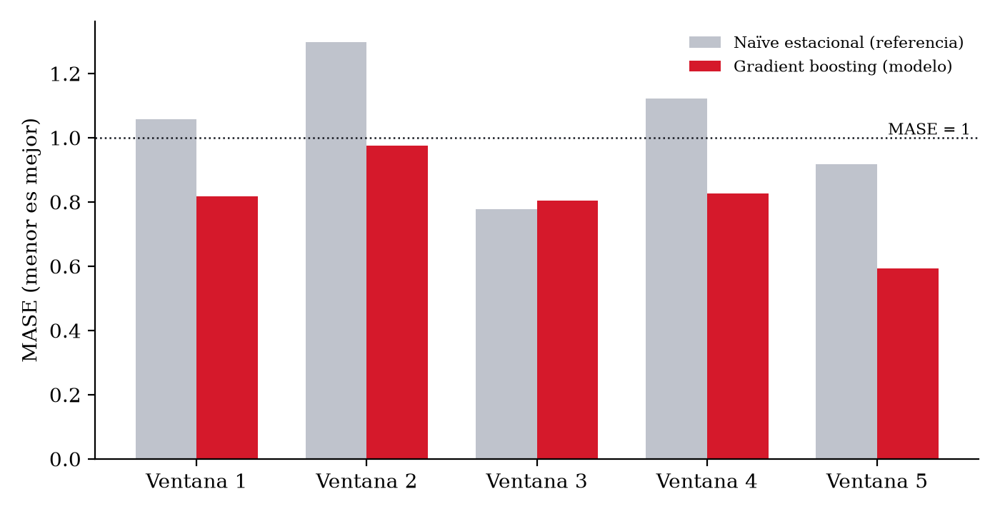 Naïve estacional (referencia)
Gradient boosting (modelo)
MASE = 1
MASE (menor es mejor)
1.2
1.0
0.8
0.6
0.4
0.2
0.0
Ventana 1
Ventana 2
Ventana 3
Ventana 4
Ventana 5